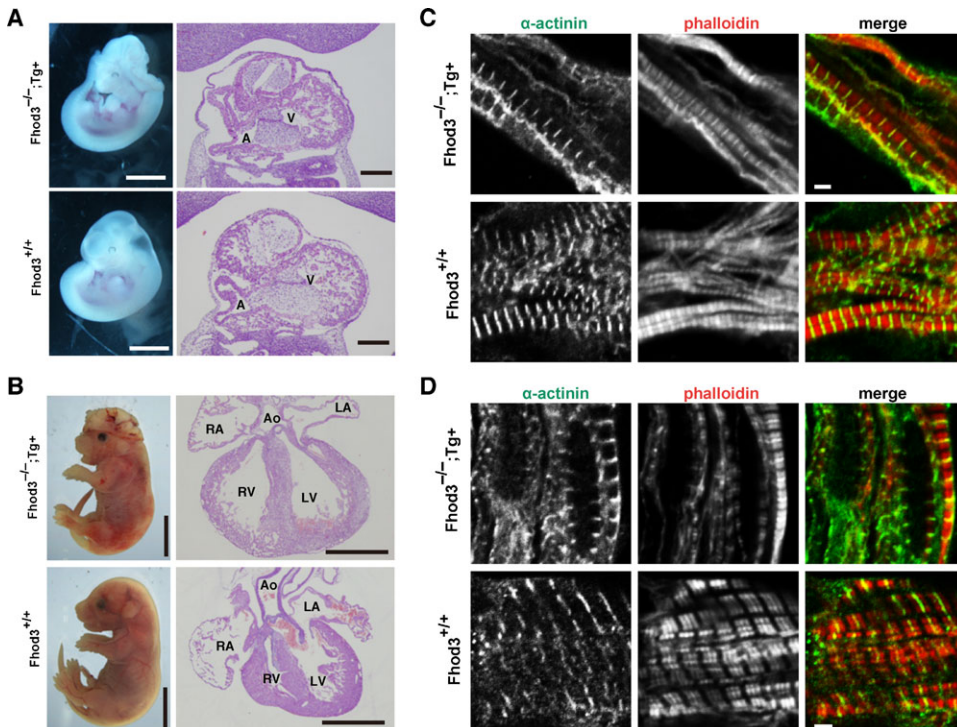 A
Fhod3−/−;Tg+
A
V
Fhod3+/+
A
V
B
Fhod3−/−;Tg+
RA
Ao
LA
RV
LV
Fhod3+/+
Ao
LA
RA
RV
LV
C
α-actinin phalloidin merge
Fhod3−/−;Tg+
Fhod3+/+
D
α-actinin phalloidin merge
Fhod3−/−;Tg+
Fhod3+/+